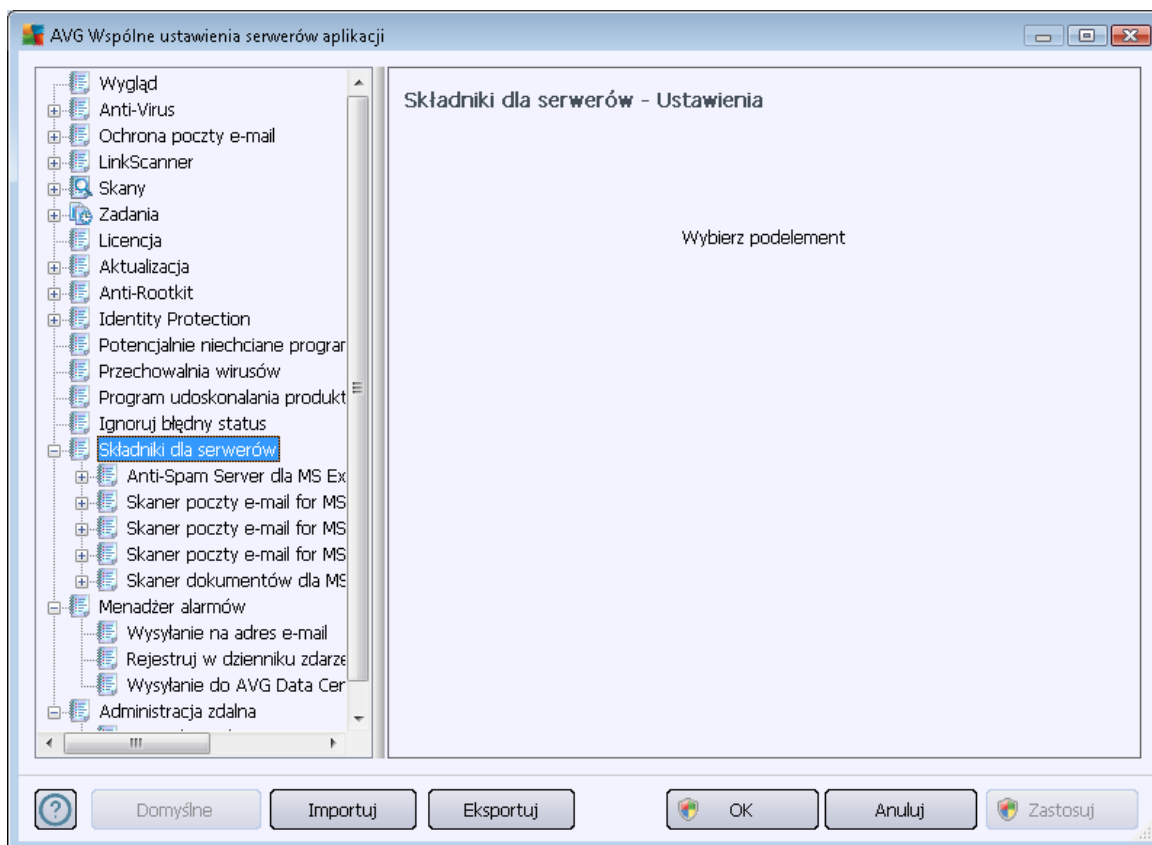 AVG Wspólne ustawienia serwerów aplikacji
Wygląd
Anti-Virus
Ochrona poczty e-mail
LinkScanner
Skany
Zadania
Licencja
Aktualizacja
Anti-Rootkit
Identity Protection
Potencjalnie niechciane program
Przechowalnia wirusów
Program udoskonalania produkt
Ignoruj błędny status
Składniki dla serwerów
Anti-Spam Server dla MS Ex
Skaner poczty e-mail for MS
Skaner poczty e-mail for MS
Skaner poczty e-mail for MS
Skaner dokumentów dla MS
Menadżer alarmów
Wysyłanie na adres e-mail
Rejestruj w dzienniku zdarze
Wysyłanie do AVG Data Cer
Administracja zdalna
Składniki dla serwerów - Ustawienia
Wybierz podelement
Domyślne
Importuj
Eksportuj
OK
Anuluj
Zastosuj